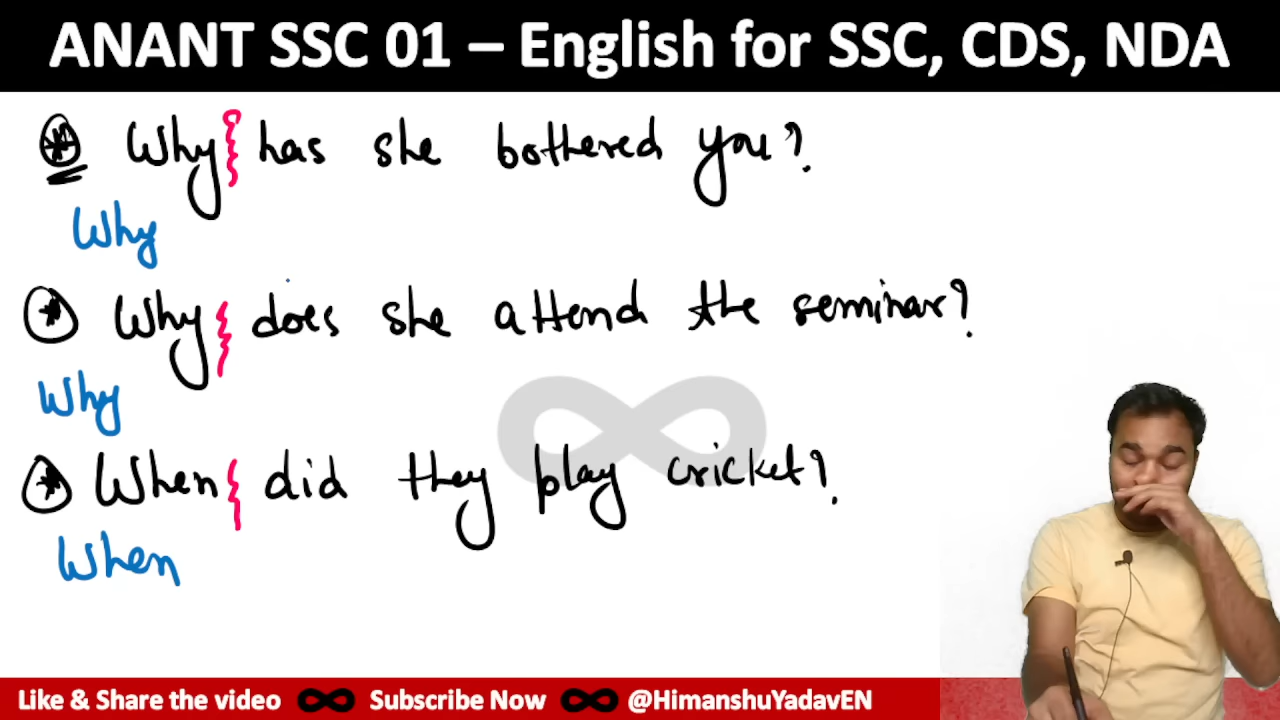 ANANT SSC 01 – English for SSC, CDS, NDA
Why has she bothered you?
Why
Why does she attend the seminar?
Why
When did they play cricket?
When
Like & Share the video Subscribe Now @HimanshuYadavEN